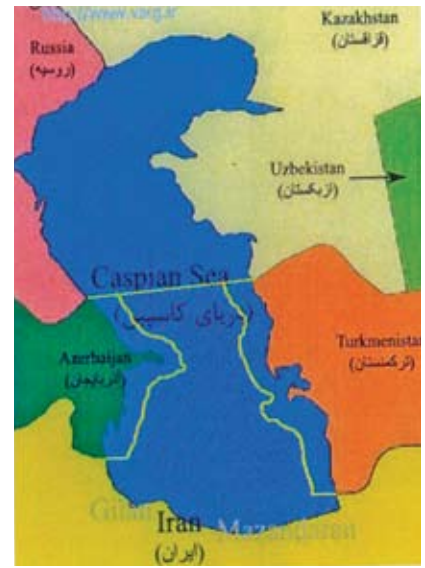 Kazakhstan
(قزاقستان)
Russia
(روسیه)
Uzbekistan
(ازبکستان)
Caspian Sea
(دریای کاسپین)
Azerbaijan
(آذربایجان)
Turkmenistan
(ترکمنستان)
Gilan
Mazandaran
Iran
(ایران)